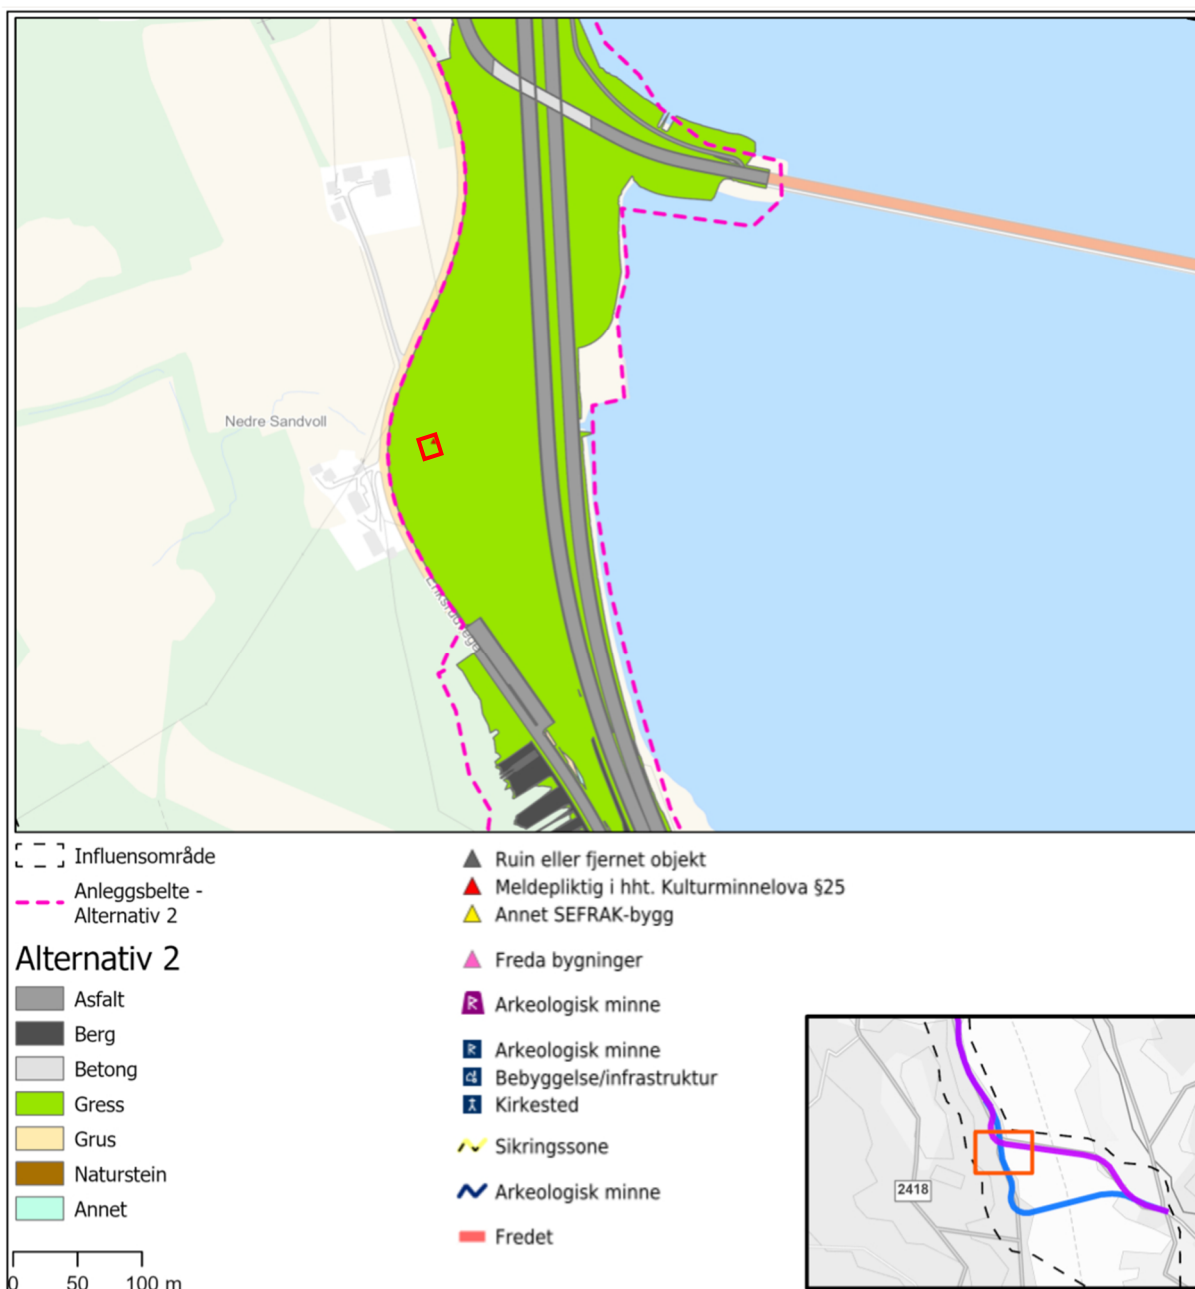 Nedre Sandvoll
Influensområde
Anleggsbelte -
Alternativ 2
Alternativ 2
Asfalt
Berg
Betong
Gress
Grus
Naturstein
Annet
0 50 100 m
Ruin eller fjernet objekt
Meldepliktig i hht. Kulturminnelova §25
Annet SEFRAK-bygg
Freda bygninger
Arkeologisk minne
Arkeologisk minne
Bebyggelse/infrastruktur
Kirkested
Sikringssone
Arkeologisk minne
Fredet
2418